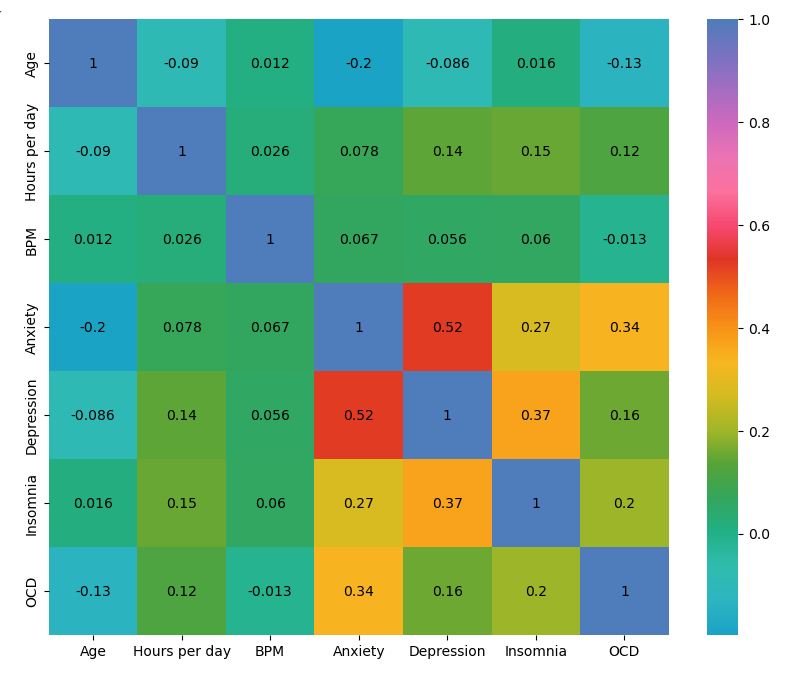 Age 1 -0.09 0.012 -0.2 -0.086 0.016 -0.13
Hours per day -0.09 1 0.026 0.078 0.14 0.15 0.12
BPM 0.012 0.026 1 0.067 0.056 0.06 -0.013
Anxiety -0.2 0.078 0.067 1 0.52 0.27 0.34
Depression -0.086 0.14 0.056 0.52 1 0.37 0.16
Insomnia 0.016 0.15 0.06 0.27 0.37 1 0.2
OCD -0.13 0.12 -0.013 0.34 0.16 0.2 1
Age Hours per day BPM Anxiety Depression Insomnia OCD
1.0
0.8
0.6
0.4
0.2
0.0